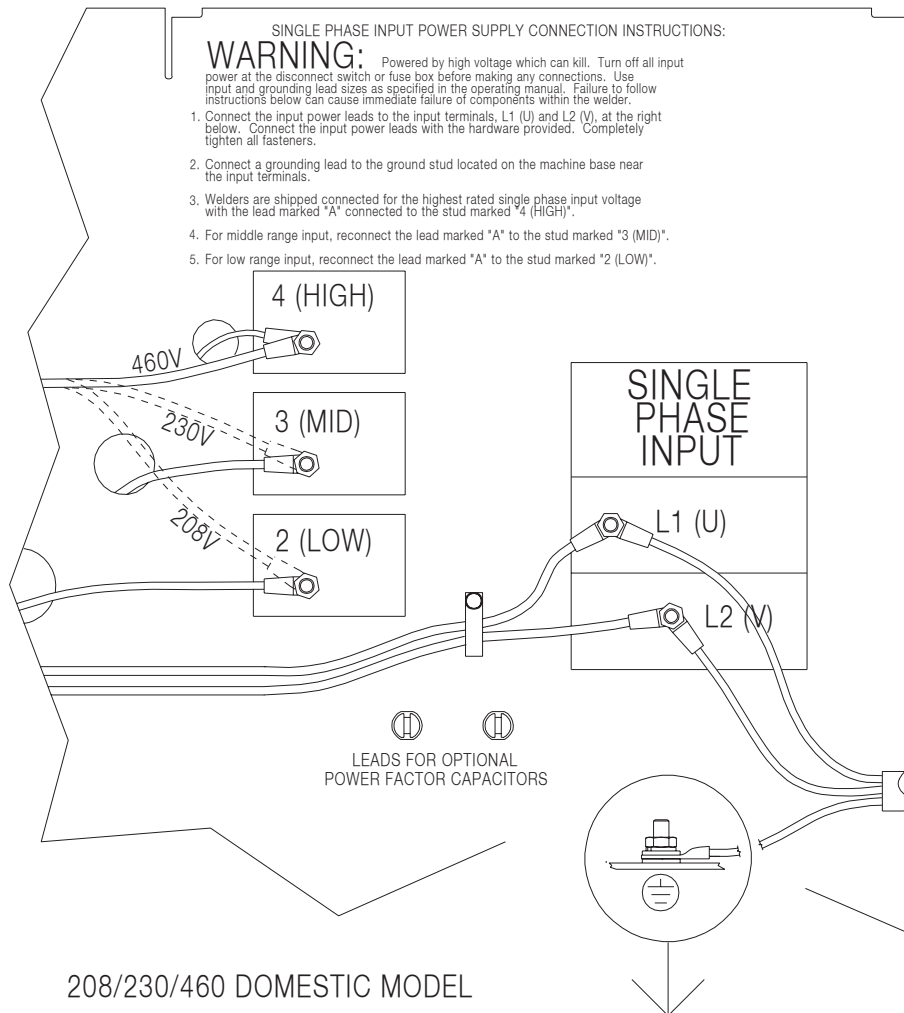 SINGLE PHASE INPUT POWER SUPPLY CONNECTION INSTRUCTIONS:
WARNING: Powered by high voltage which can kill. Turn off all input
power at the disconnect switch or fuse box before making any connections. Use
input and grounding lead sizes as specified in the operating manual. Failure to follow
instructions below can cause immediate failure of components within the welder.
1. Connect the input power leads to the input terminals, L1 (U) and L2 (V), at the right
below. Connect the input power leads with the hardware provided. Completely
tighten all fasteners.
2. Connect a grounding lead to the ground stud located on the machine base near
the input terminals.
3. Welders are shipped connected for the highest rated single phase input voltage
with the lead marked "A" connected to the stud marked "4 (HIGH)".
4. For middle range input, reconnect the lead marked "A" to the stud marked "3 (MID)".
5. For low range input, reconnect the lead marked "A" to the stud marked "2 (LOW)".
4 (HIGH)
460V
3 (MID)
230V
2 (LOW)
208V
SINGLE
PHASE
INPUT
L1 (U)
L2 (V)
LEADS FOR OPTIONAL
POWER FACTOR CAPACITORS
208/230/460 DOMESTIC MODEL